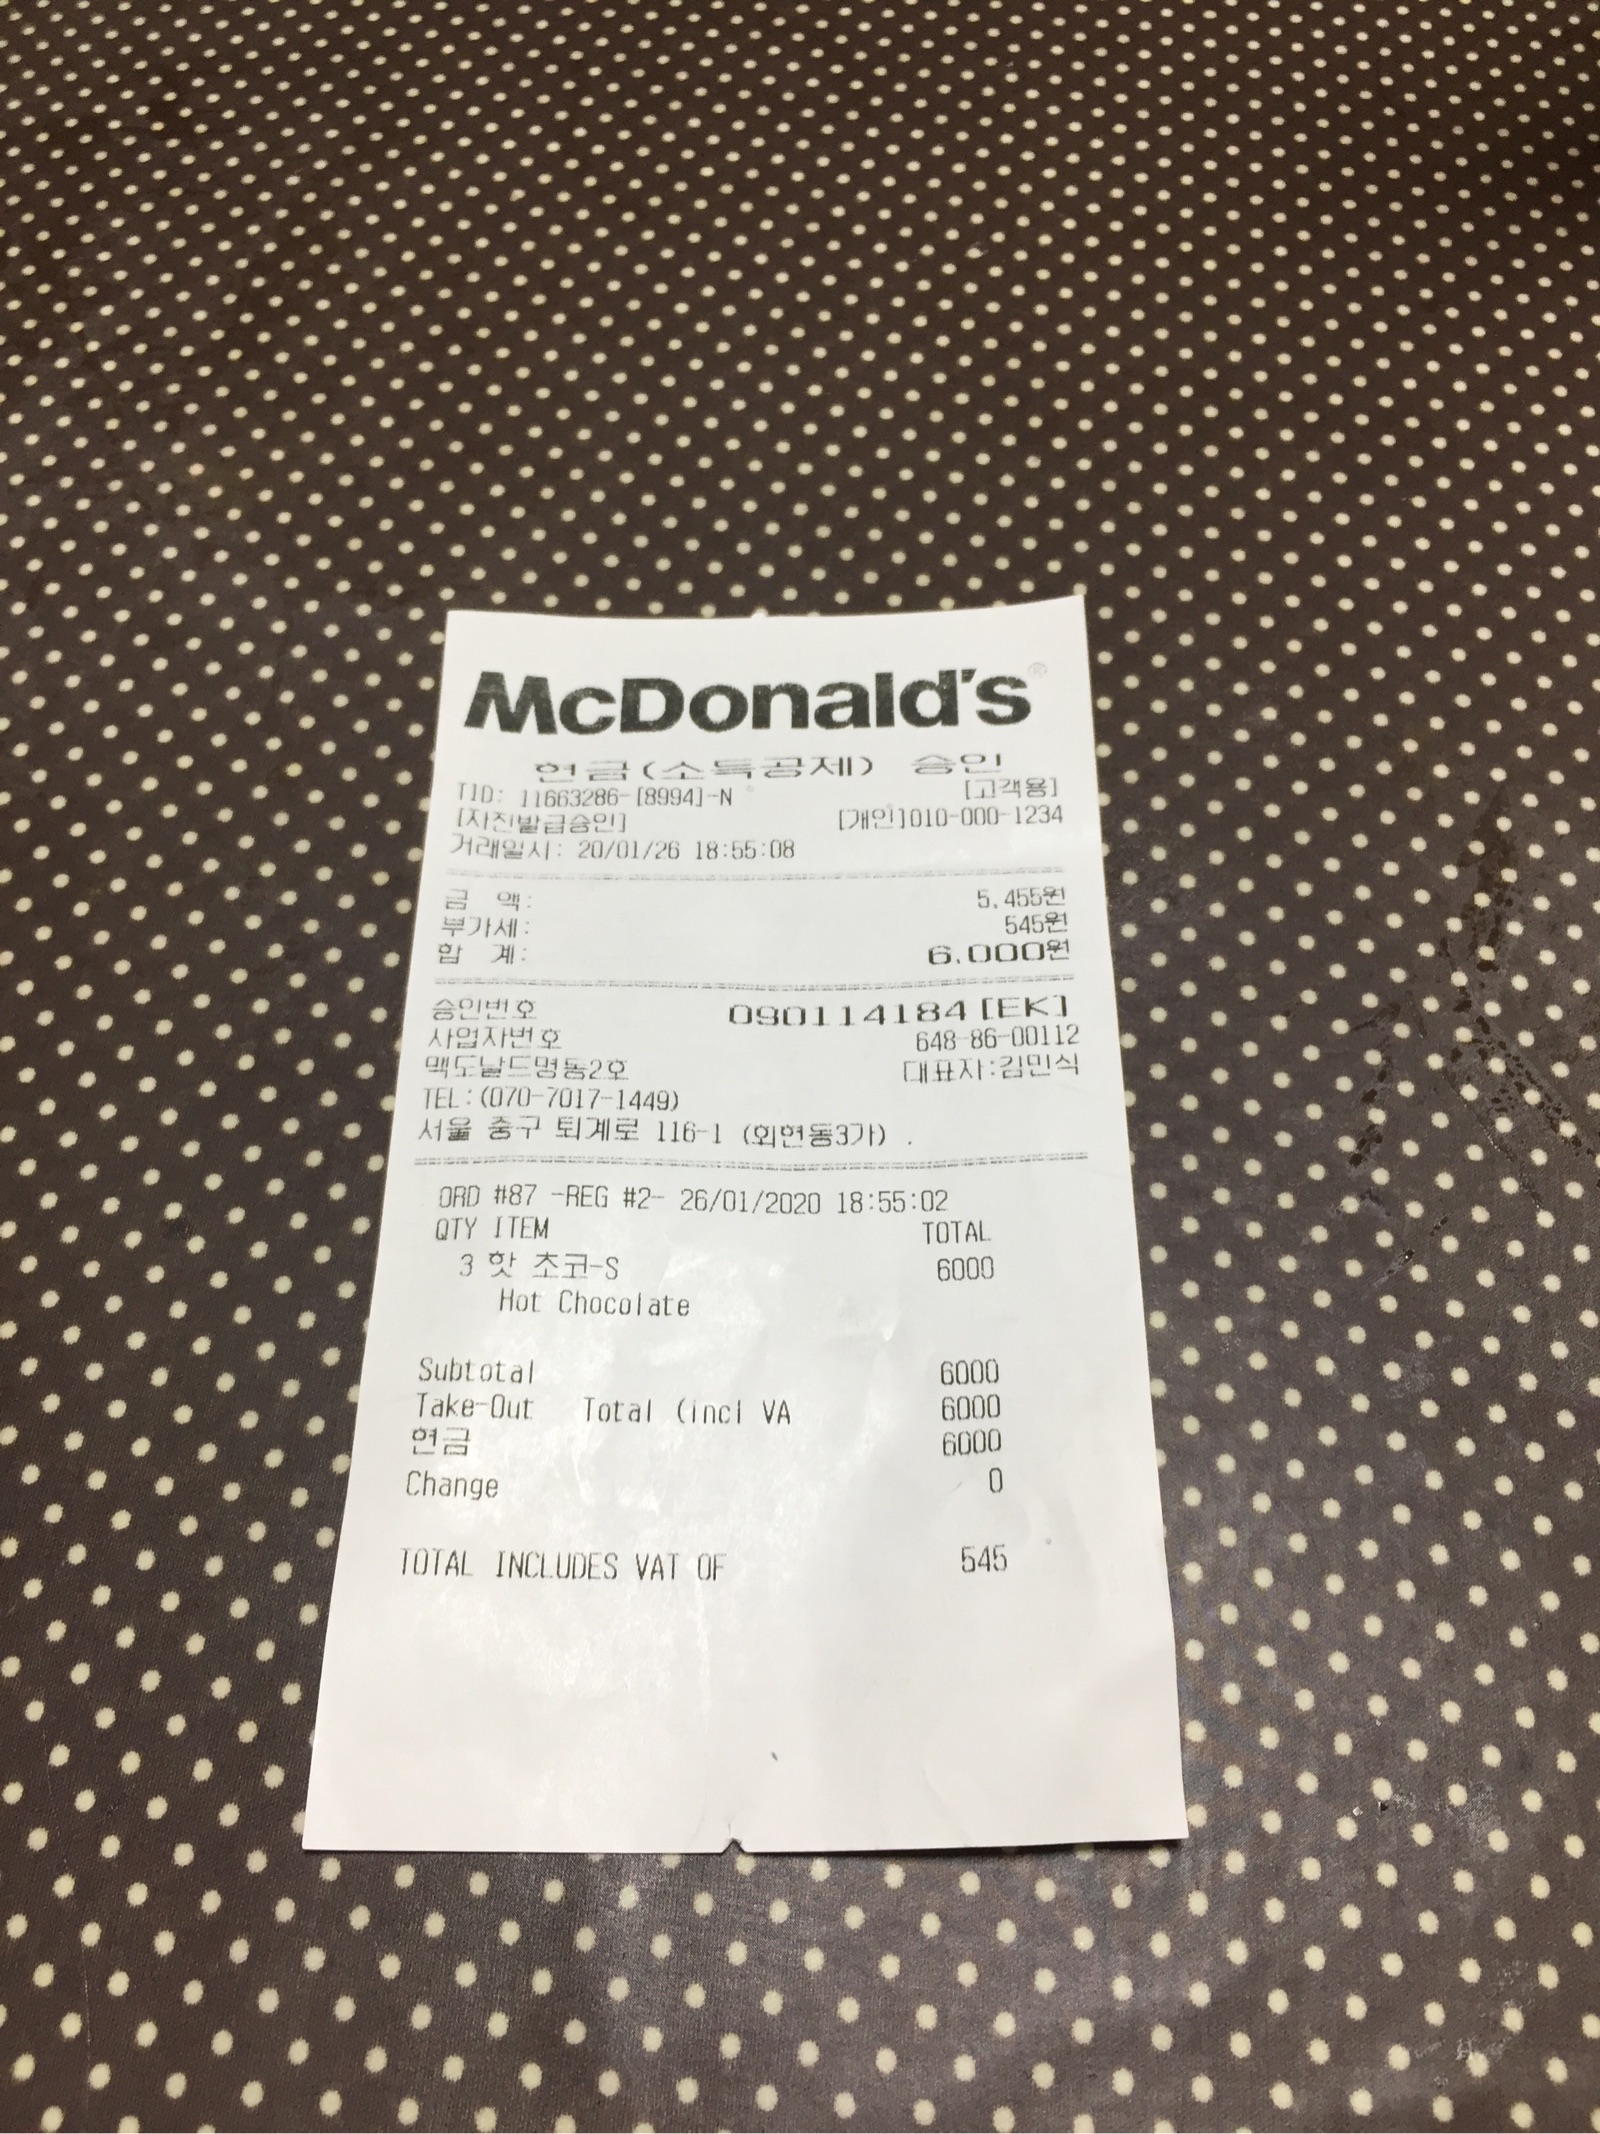 McDonald's®
현금(소득공제) 승인
TID: 11663286-[8994]-N [고객용]
[자진발급승인] [개인]010-000-1234
거래일시: 20/01/26 18:55:08
금 액: 5,455원
부가세: 545원
합 계: 6,000원
승인번호 090114184[EK]
사업자번호 648-86-00112
맥도날드명동2호 대표자:김민식
TEL:(070-7017-1449)
서울 중구 퇴계로 116-1 (회현동3가) .
ORD #87 -REG #2- 26/01/2020 18:55:02
QTY ITEM TOTAL
3 핫 초코-S 6000
Hot Chocolate
Subtotal 6000
Take-Out Total (incl VA 6000
현금 6000
Change 0
TOTAL INCLUDES VAT OF 545